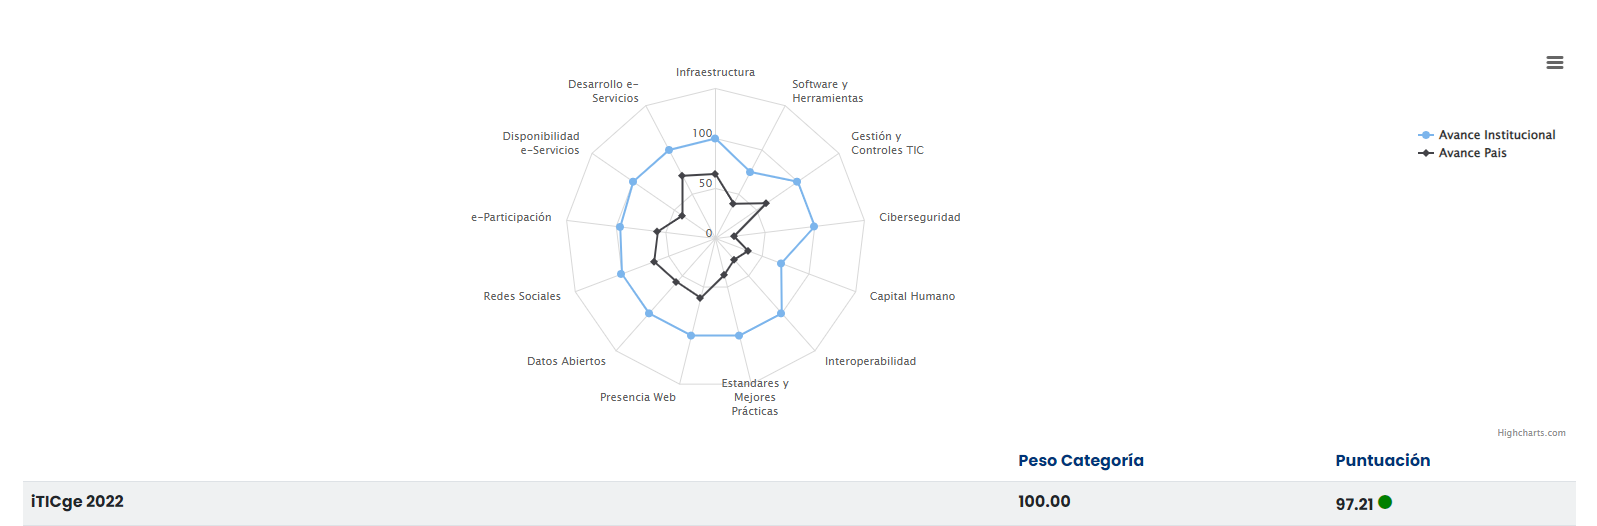 Infraestructura
Desarrollo e-
Servicios
Software y
Herramientas
Disponibilidad
e-Servicios
Gestión y
Controles TIC
100
50
0
Avance Institucional
Avance Pais
e-Participación
Ciberseguridad
Redes Sociales
Capital Humano
Datos Abiertos
Interoperabilidad
Presencia Web
Estandares y
Mejores
Prácticas
Highcharts.com
Peso Categoría Puntuación
iTICge 2022 100.00 97.21